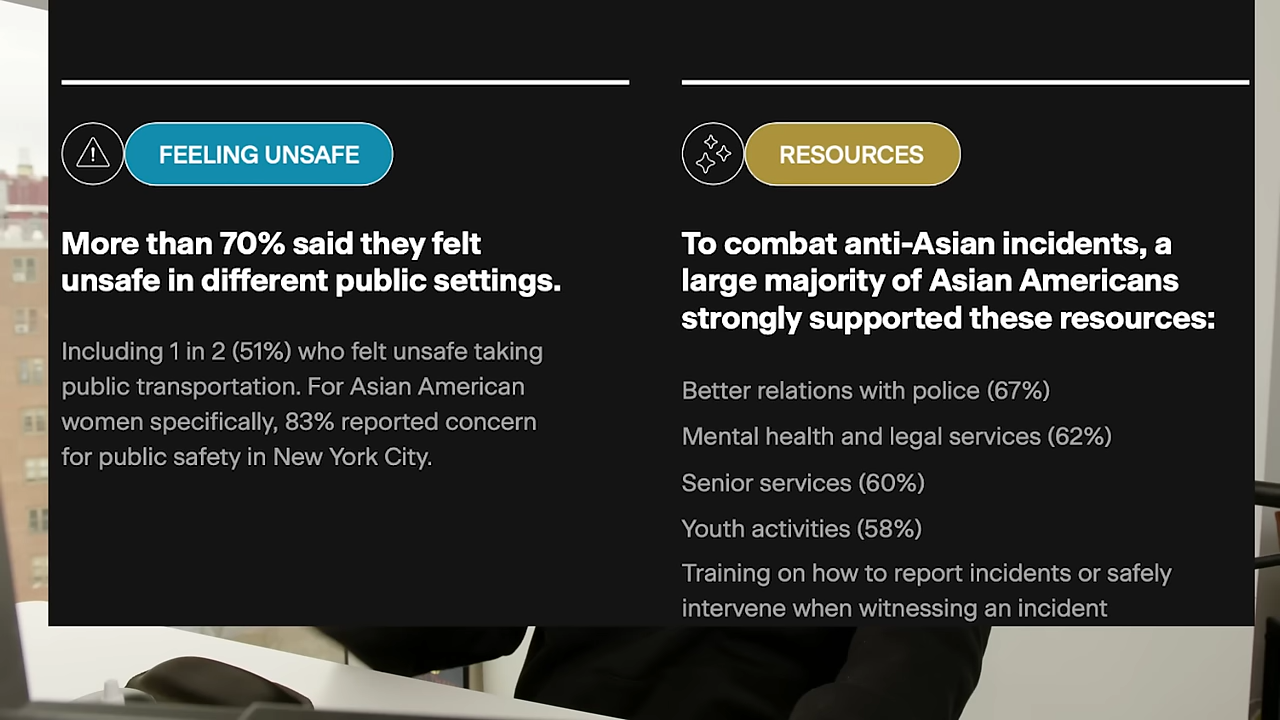 FEELING UNSAFE
More than 70% said they felt
unsafe in different public settings.
Including 1 in 2 (51%) who felt unsafe taking
public transportation. For Asian American
women specifically, 83% reported concern
for public safety in New York City.
RESOURCES
To combat anti-Asian incidents, a
large majority of Asian Americans
strongly supported these resources:
Better relations with police (67%)
Mental health and legal services (62%)
Senior services (60%)
Youth activities (58%)
Training on how to report incidents or safely
intervene when witnessing an incident